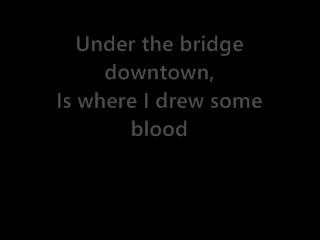 Under the bridge
downtown,
Is where I drew some
blood